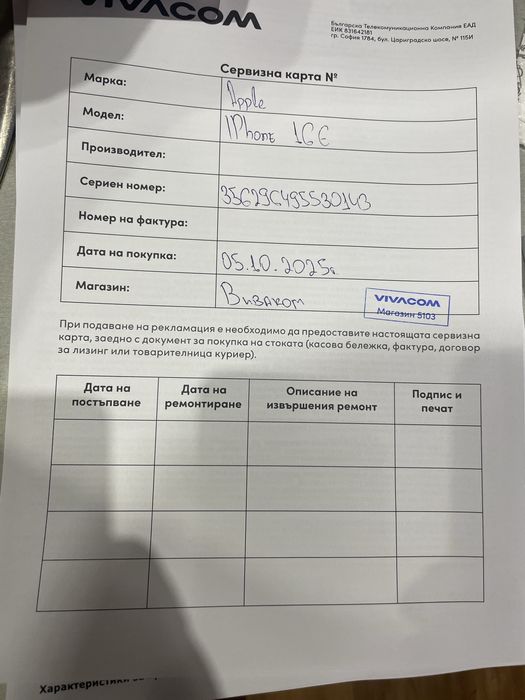 VIVACOM
Българска Телекомуникационна Компания ЕАД
ЕИК 831642181
гр. София 1784, бул. Цариградско шосе, № 115И
Сервизна карта №
Марка: Apple
Модел: IPhone 16E
Производител:
Сериен номер: 356296495530143
Номер на фактура:
Дата на покупка: 05.10.2025г.
Магазин: Виваком
VIVACOM
Магазин 5103
При подаване на рекламация е необходимо да предоставите настоящата сервизна
карта, заедно с документ за покупка на стоката (касова бележка, фактура, договор
за лизинг или товарителница куриер).
Дата на постъпване
Дата на ремонтиране
Описание на извършения ремонт
Подпис и печат
Характеристики